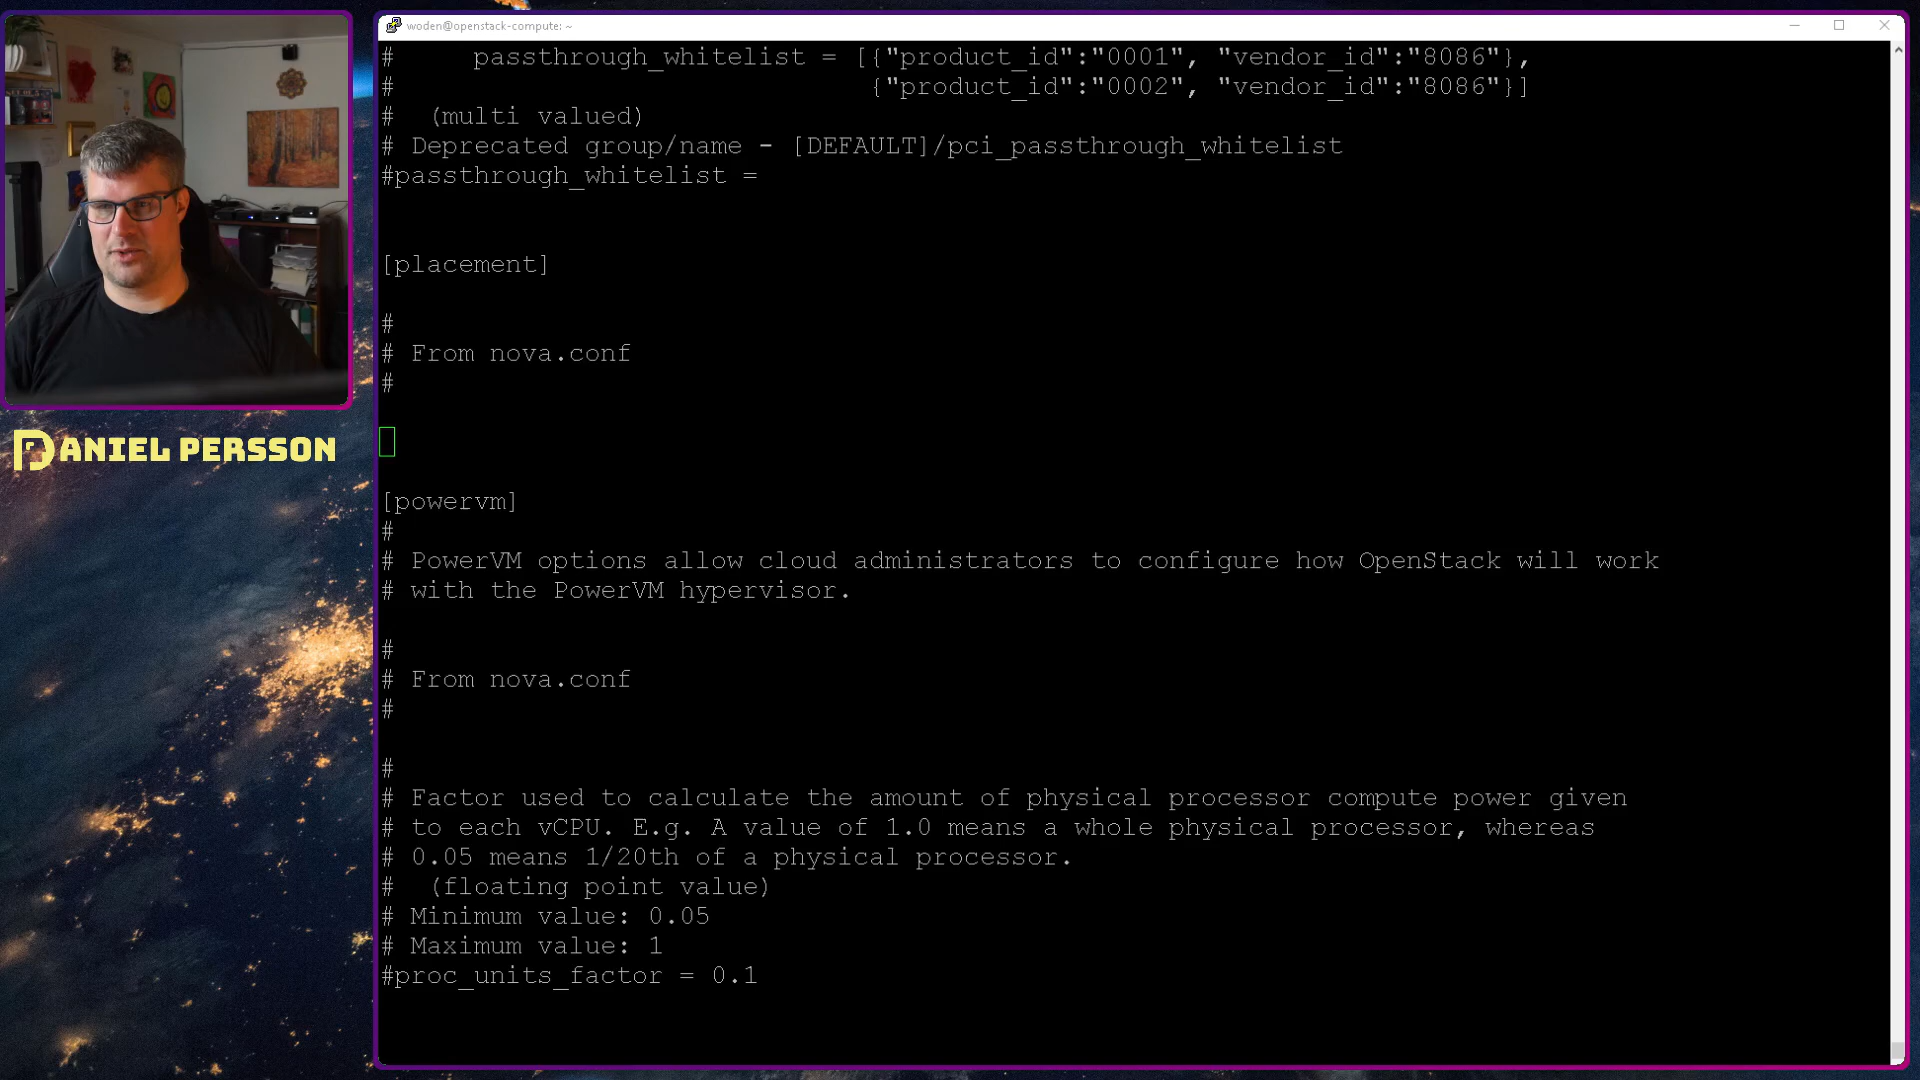 woden@openstack-compute: ~
#     passthrough_whitelist = [{"product_id":"0001", "vendor_id":"8086"},
#                              {"product_id":"0002", "vendor_id":"8086"}]
#  (multi valued)
# Deprecated group/name - [DEFAULT]/pci_passthrough_whitelist
#passthrough_whitelist =
[placement]
#
# From nova.conf
#
DANIEL PERSSON
[powervm]
#
# PowerVM options allow cloud administrators to configure how OpenStack will work
# with the PowerVM hypervisor.
#
# From nova.conf
#
#
# Factor used to calculate the amount of physical processor compute power given
# to each vCPU. E.g. A value of 1.0 means a whole physical processor, whereas
# 0.05 means 1/20th of a physical processor.
#  (floating point value)
# Minimum value: 0.05
# Maximum value: 1
#proc_units_factor = 0.1